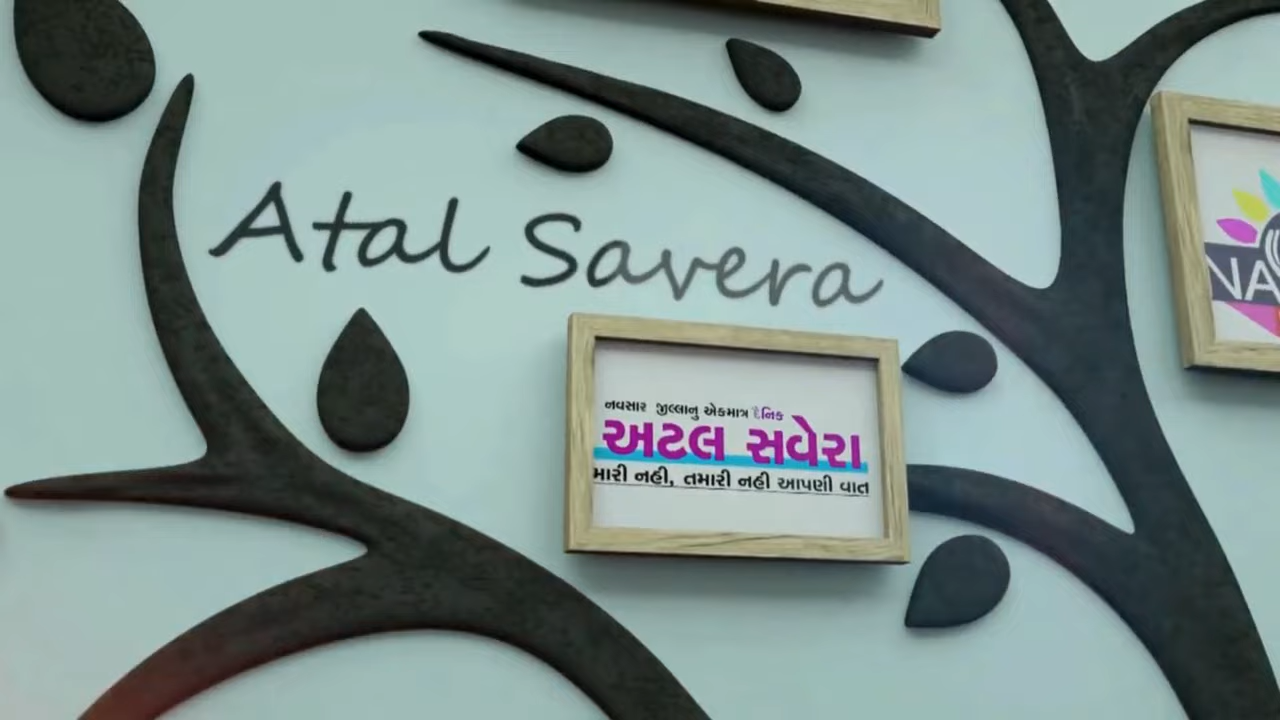 Atal Savera
નવસાર જીલ્લાનુ એકમાત્ર દૈનિક
અટલ સવેરા
મારી નહી, તમારી નહી આપણી વાત